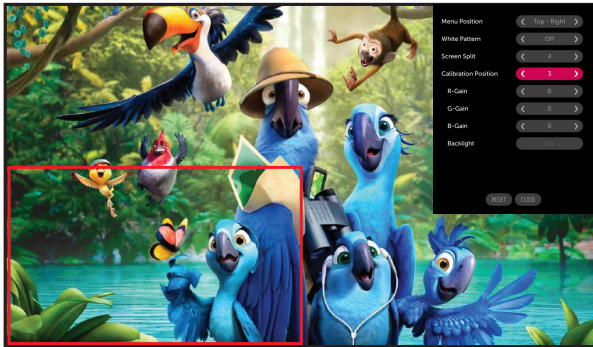 Menu Position Top - Right
White Pattern Off
Screen Split 4
Calibration Position 3
R-Gain 0
G-Gain 0
B-Gain 0
Backlight 100
RESET CLOSE